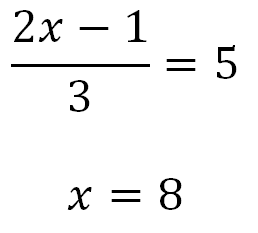 (2x − 1)/3 = 5
x = 8